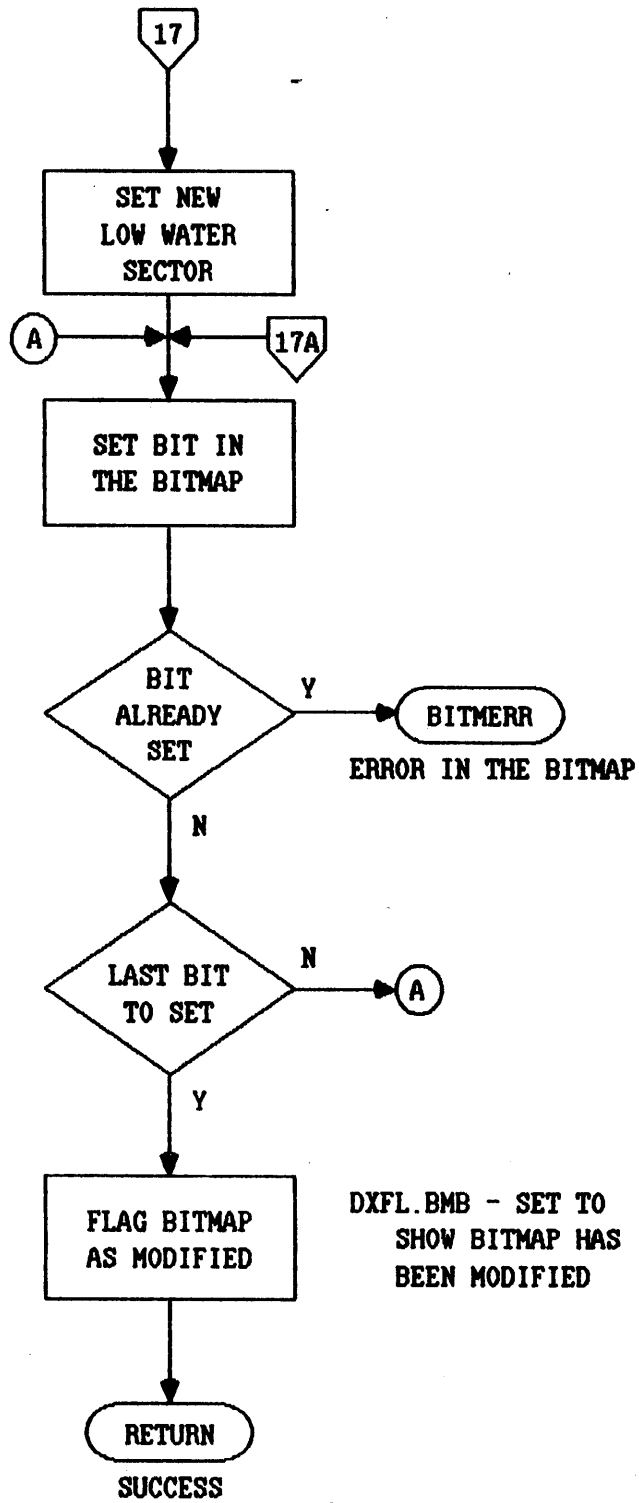 17
SET NEW
LOW WATER
SECTOR
A
17A
SET BIT IN
THE BITMAP
BIT
ALREADY
SET
Y
BITMERR
ERROR IN THE BITMAP
N
LAST BIT
TO SET
N
A
Y
FLAG BITMAP
AS MODIFIED
DXFL.BMB - SET TO
SHOW BITMAP HAS
BEEN MODIFIED
RETURN
SUCCESS